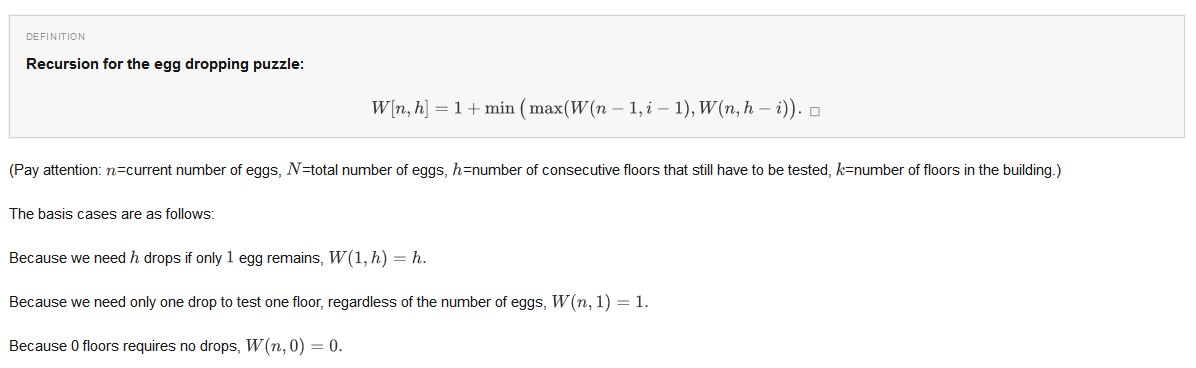 DEFINITION
Recursion for the egg dropping puzzle:
W[n, h] = 1 + min ( max(W(n − 1, i − 1), W(n, h − i)). □
(Pay attention: n=current number of eggs, N=total number of eggs, h=number of consecutive floors that still have to be tested, k=number of floors in the building.)
The basis cases are as follows:
Because we need h drops if only 1 egg remains, W(1, h) = h.
Because we need only one drop to test one floor, regardless of the number of eggs, W(n, 1) = 1.
Because 0 floors requires no drops, W(n, 0) = 0.